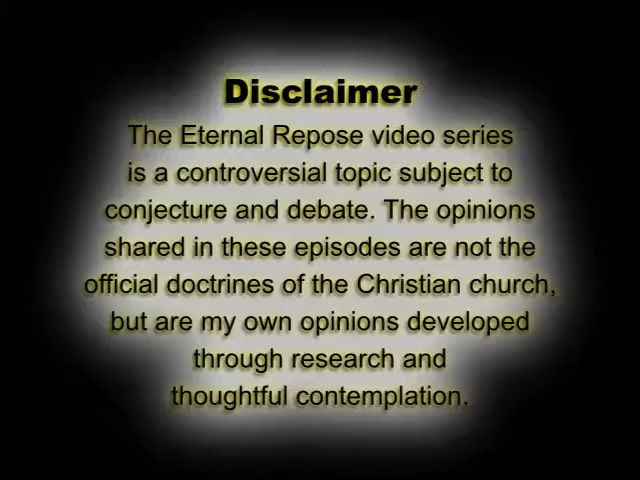 Disclaimer
The Eternal Repose video series
is a controversial topic subject to
conjecture and debate. The opinions
shared in these episodes are not the
official doctrines of the Christian church,
but are my own opinions developed
through research and
thoughtful contemplation.